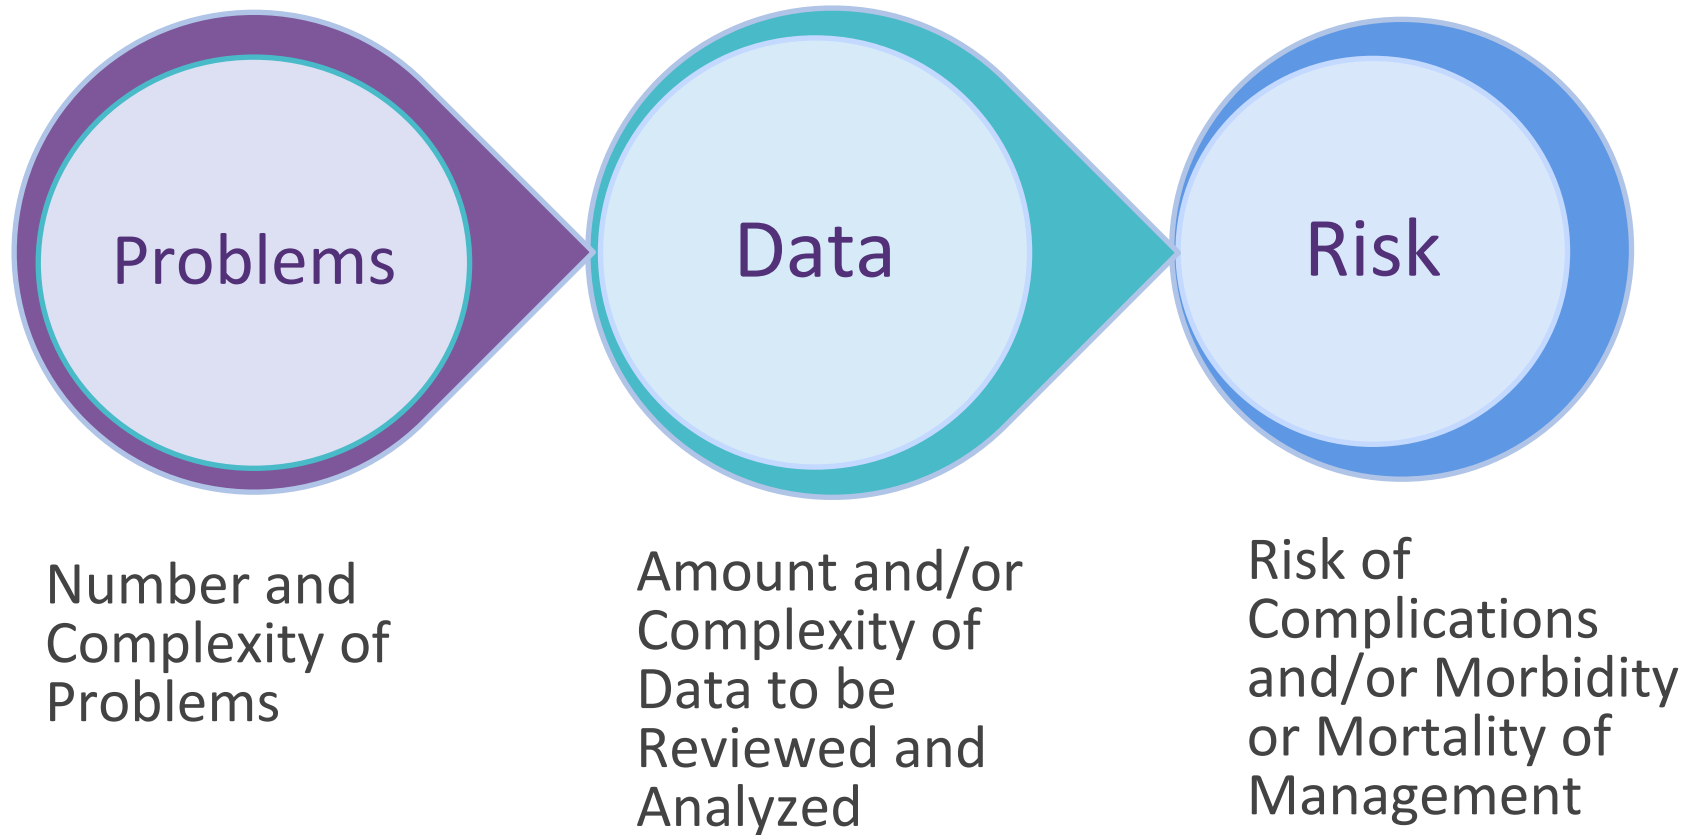 Problems
Number and
Complexity of
Problems
Data
Amount and/or
Complexity of
Data to be
Reviewed and
Analyzed
Risk
Risk of
Complications
and/or Morbidity
or Mortality of
Management